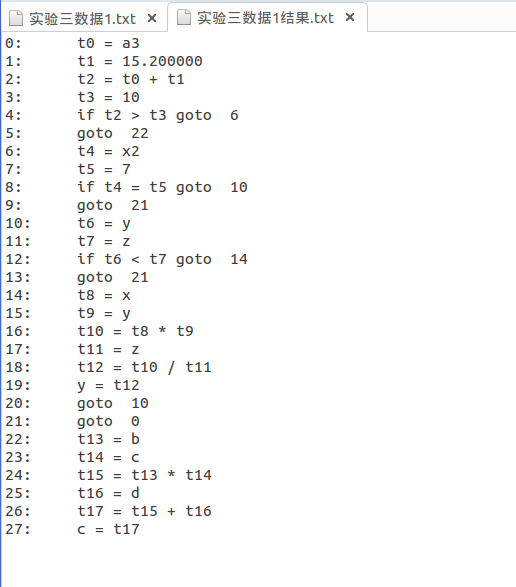 实验三数据1.txt × 实验三数据1结果.txt ×
0: t0 = a3
1: t1 = 15.200000
2: t2 = t0 + t1
3: t3 = 10
4: if t2 > t3 goto 6
5: goto 22
6: t4 = x2
7: t5 = 7
8: if t4 = t5 goto 10
9: goto 21
10: t6 = y
11: t7 = z
12: if t6 < t7 goto 14
13: goto 21
14: t8 = x
15: t9 = y
16: t10 = t8 * t9
17: t11 = z
18: t12 = t10 / t11
19: y = t12
20: goto 10
21: goto 0
22: t13 = b
23: t14 = c
24: t15 = t13 * t14
25: t16 = d
26: t17 = t15 + t16
27: c = t17